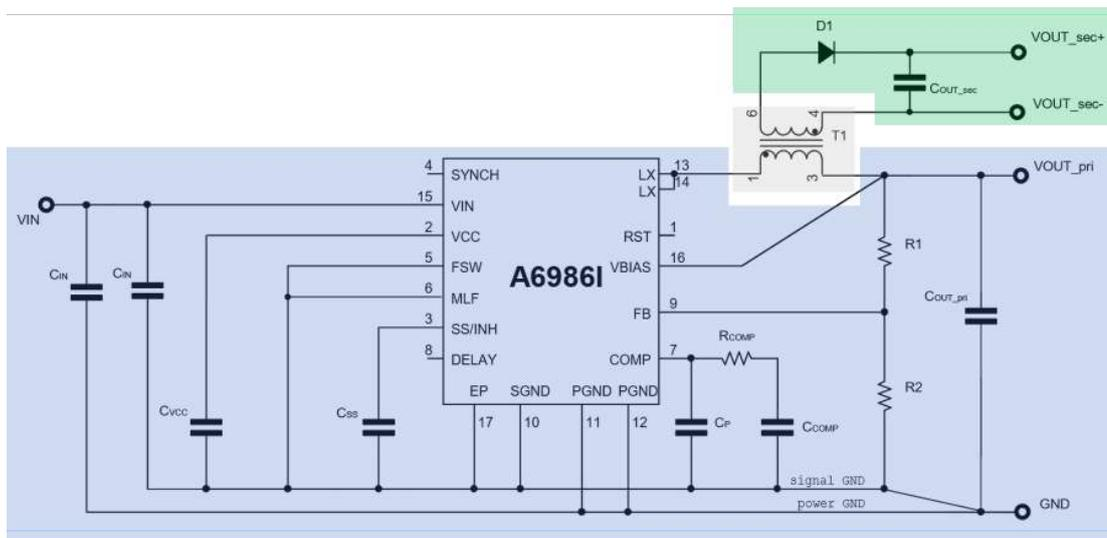 D1
VOUT_sec+
COUT_sec
VOUT_sec-
6
4
T1
1
3
VOUT_pri
4
SYNCH
LX
13
LX
14
VIN
15
VIN
2
VCC
RST
1
CIN
CIN
5
FSW
A6986I
VBIAS
16
R1
6
MLF
FB
9
COUT_pri
3
SS/INH
RCOMP
8
DELAY
COMP
7
R2
EP
SGND
PGND
PGND
CVCC
CSS
17
10
11
12
CP
CCOMP
signal GND
power GND
GND